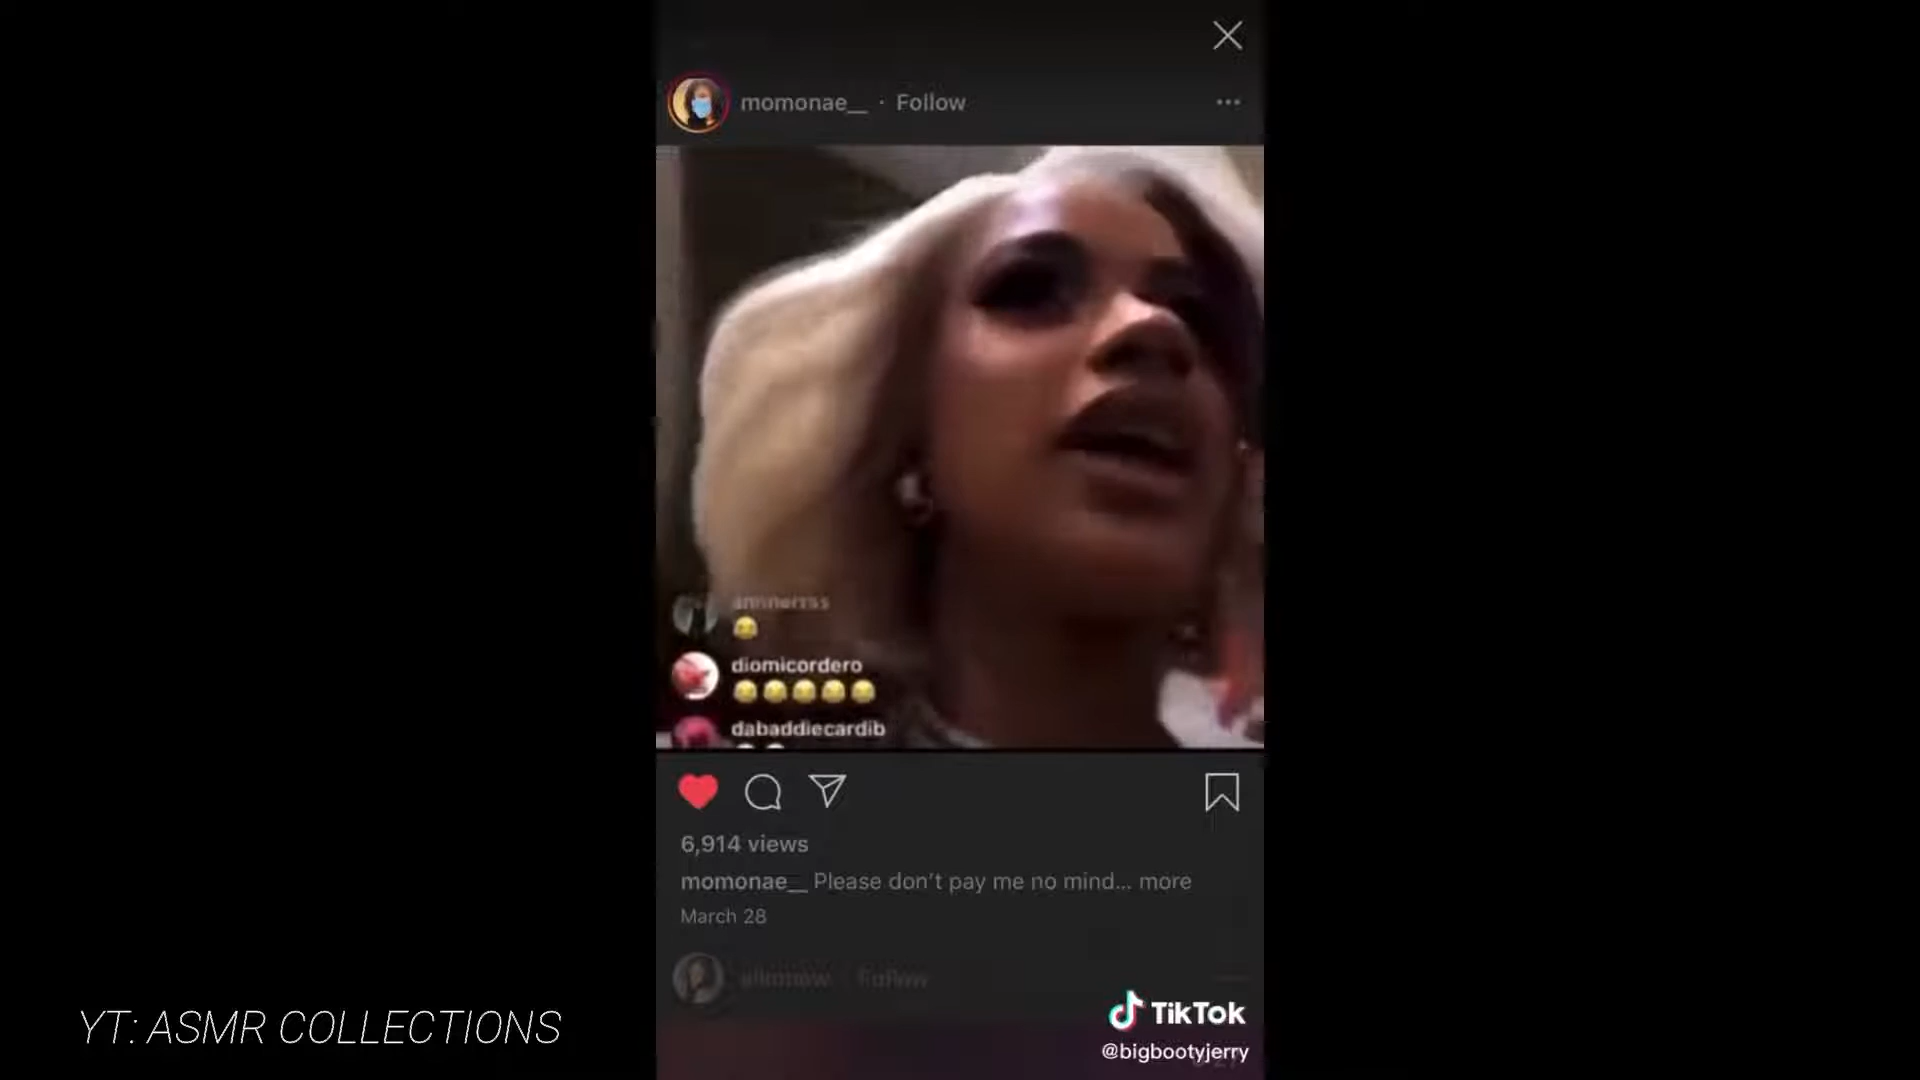 momonae__ · Follow
diomicordero
😂😂😂😂😂
dabaddiecardib
6,914 views
momonae__ Please don't pay me no mind... more
March 28
Follow
TikTok
@bigbootyjerry
YT: ASMR COLLECTIONS